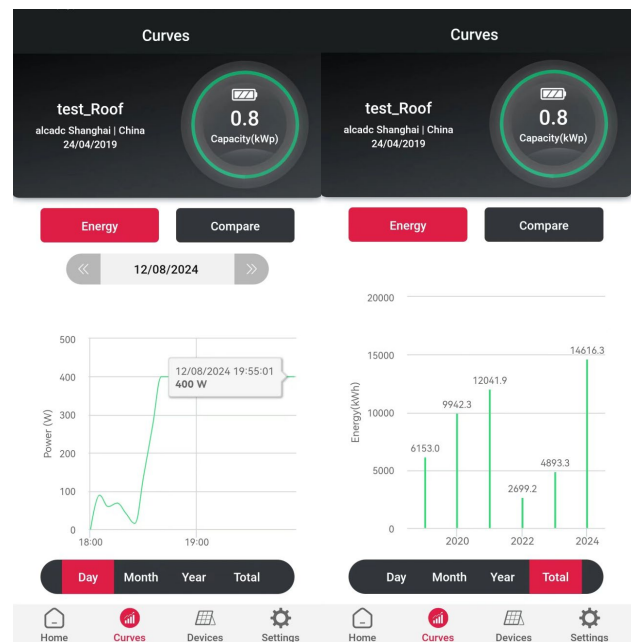 Curves
test_Roof
alcadc Shanghai | China
24/04/2019
0.8
Capacity(kWp)
Energy
Compare
12/08/2024
500
400
300
200
100
0
Power (W)
12/08/2024 19:55:01
400 W
18:00
19:00
Day
Month
Year
Total
Home
Curves
Devices
Settings
Curves
test_Roof
alcadc Shanghai | China
24/04/2019
0.8
Capacity(kWp)
Energy
Compare
20000
15000
10000
5000
0
Energy(kWh)
6153.0
9942.3
12041.9
2699.2
4893.3
14616.3
2020
2022
2024
Day
Month
Year
Total
Home
Curves
Devices
Settings